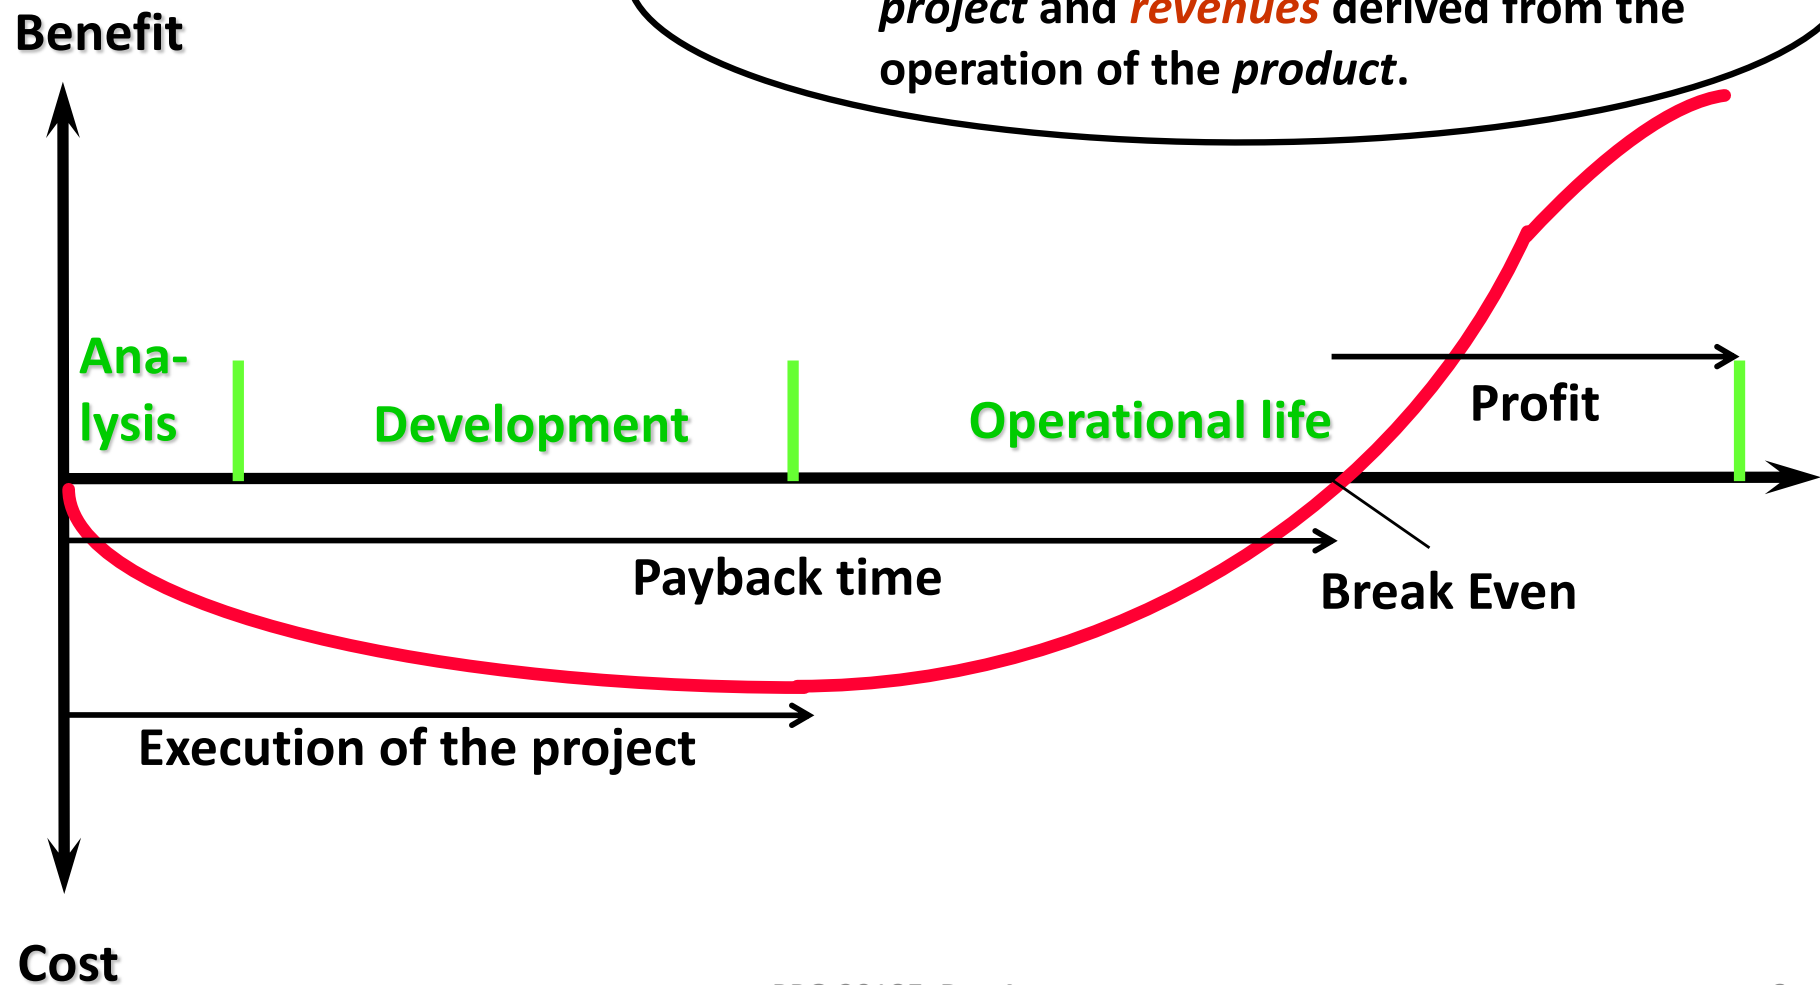 Benefit
project and revenues derived from the
operation of the product.
Ana-
lysis
Development
Operational life
Profit
Payback time
Break Even
Execution of the project
Cost